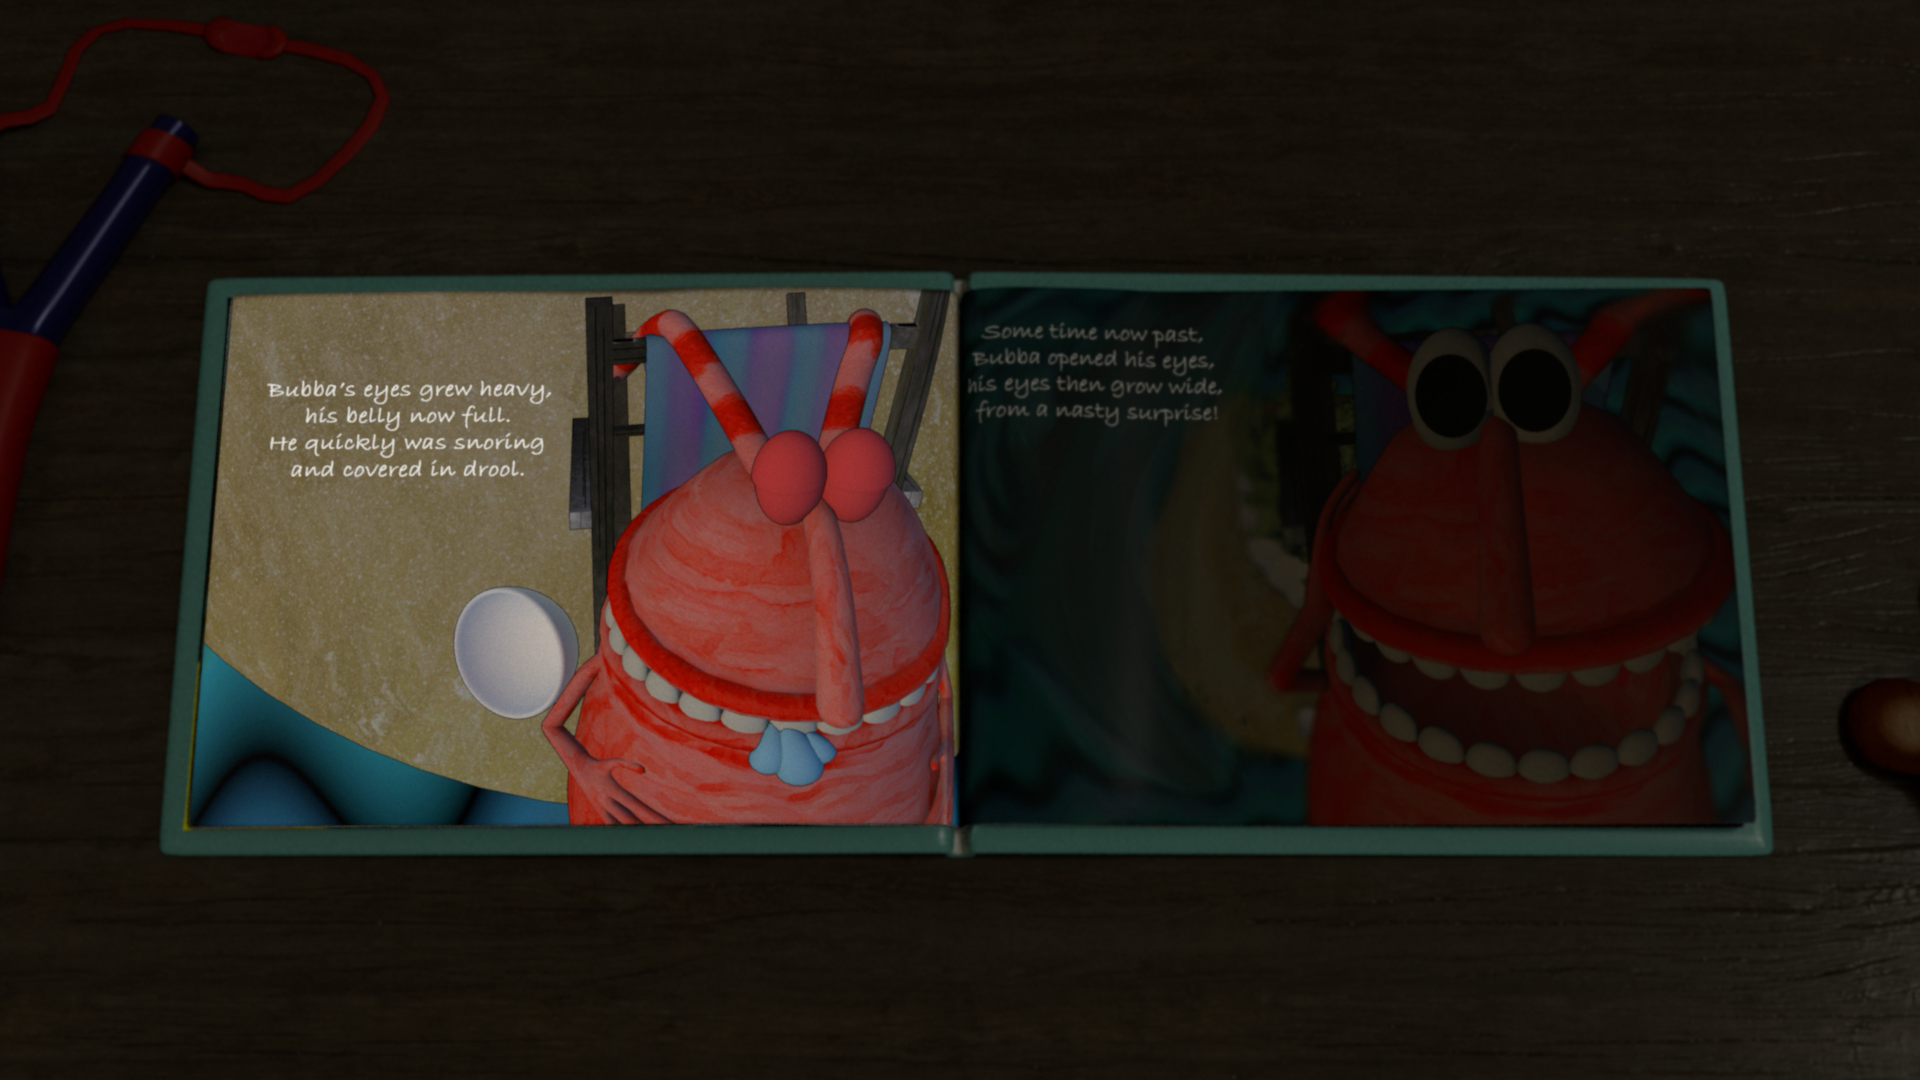 Bubba's eyes grew heavy,
his belly now full.
He quickly was snoring
and covered in drool.
Some time now past,
Bubba opened his eyes,
his eyes then grow wide,
from a nasty surprise!